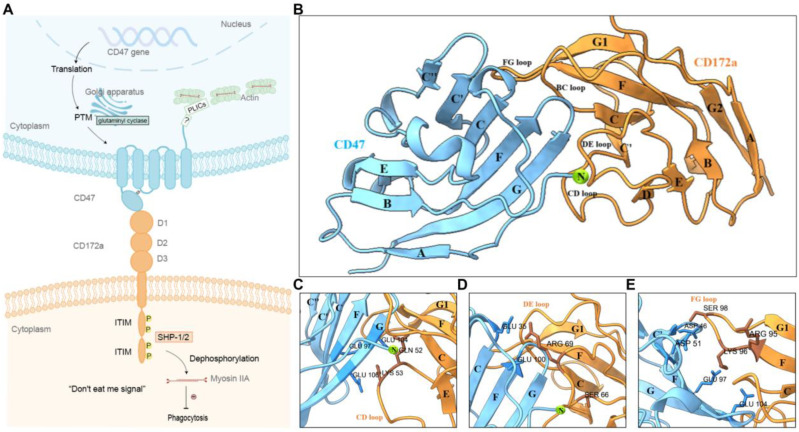 A
Nucleus
CD47 gene
Translation
Golgi apparatus
PTM
glutaminyl cyclase
PLICs
Actin
Cytoplasm
CD47
CD172a
D1
D2
D3
Cytoplasm
ITIM
P
P
SHP-1/2
ITIM
P
P
Dephosphorylation
"Don't eat me signal"
Myosin IIA
Phagocytosis
B
CD47
CD172a
C''
C'
C
F
G
E
B
A
N
FG loop
BC loop
DE loop
CD loop
G1
F
C
G2
A
B
E
D
C'
C
C''
C'
C
F
G
G1
F
C
E
GLU 97
GLU 104
GLN 52
GLU 106
LYS 53
N
CD loop
D
DE loop
GLU 35
GLU 100
ARG 69
SER 66
C
F
G
G1
F
C
N
E
FG loop
SER 98
ASP 46
ARG 95
ASP 51
LYS 96
GLU 97
GLU 104
C'
C
F
G
G1
F
C